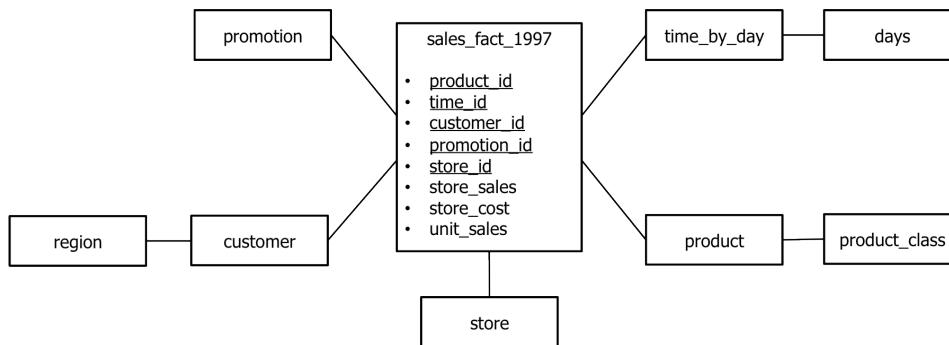 promotion
sales_fact_1997
• product_id
• time_id
• customer_id
• promotion_id
• store_id
• store_sales
• store_cost
• unit_sales
time_by_day
days
region
customer
product
product_class
store